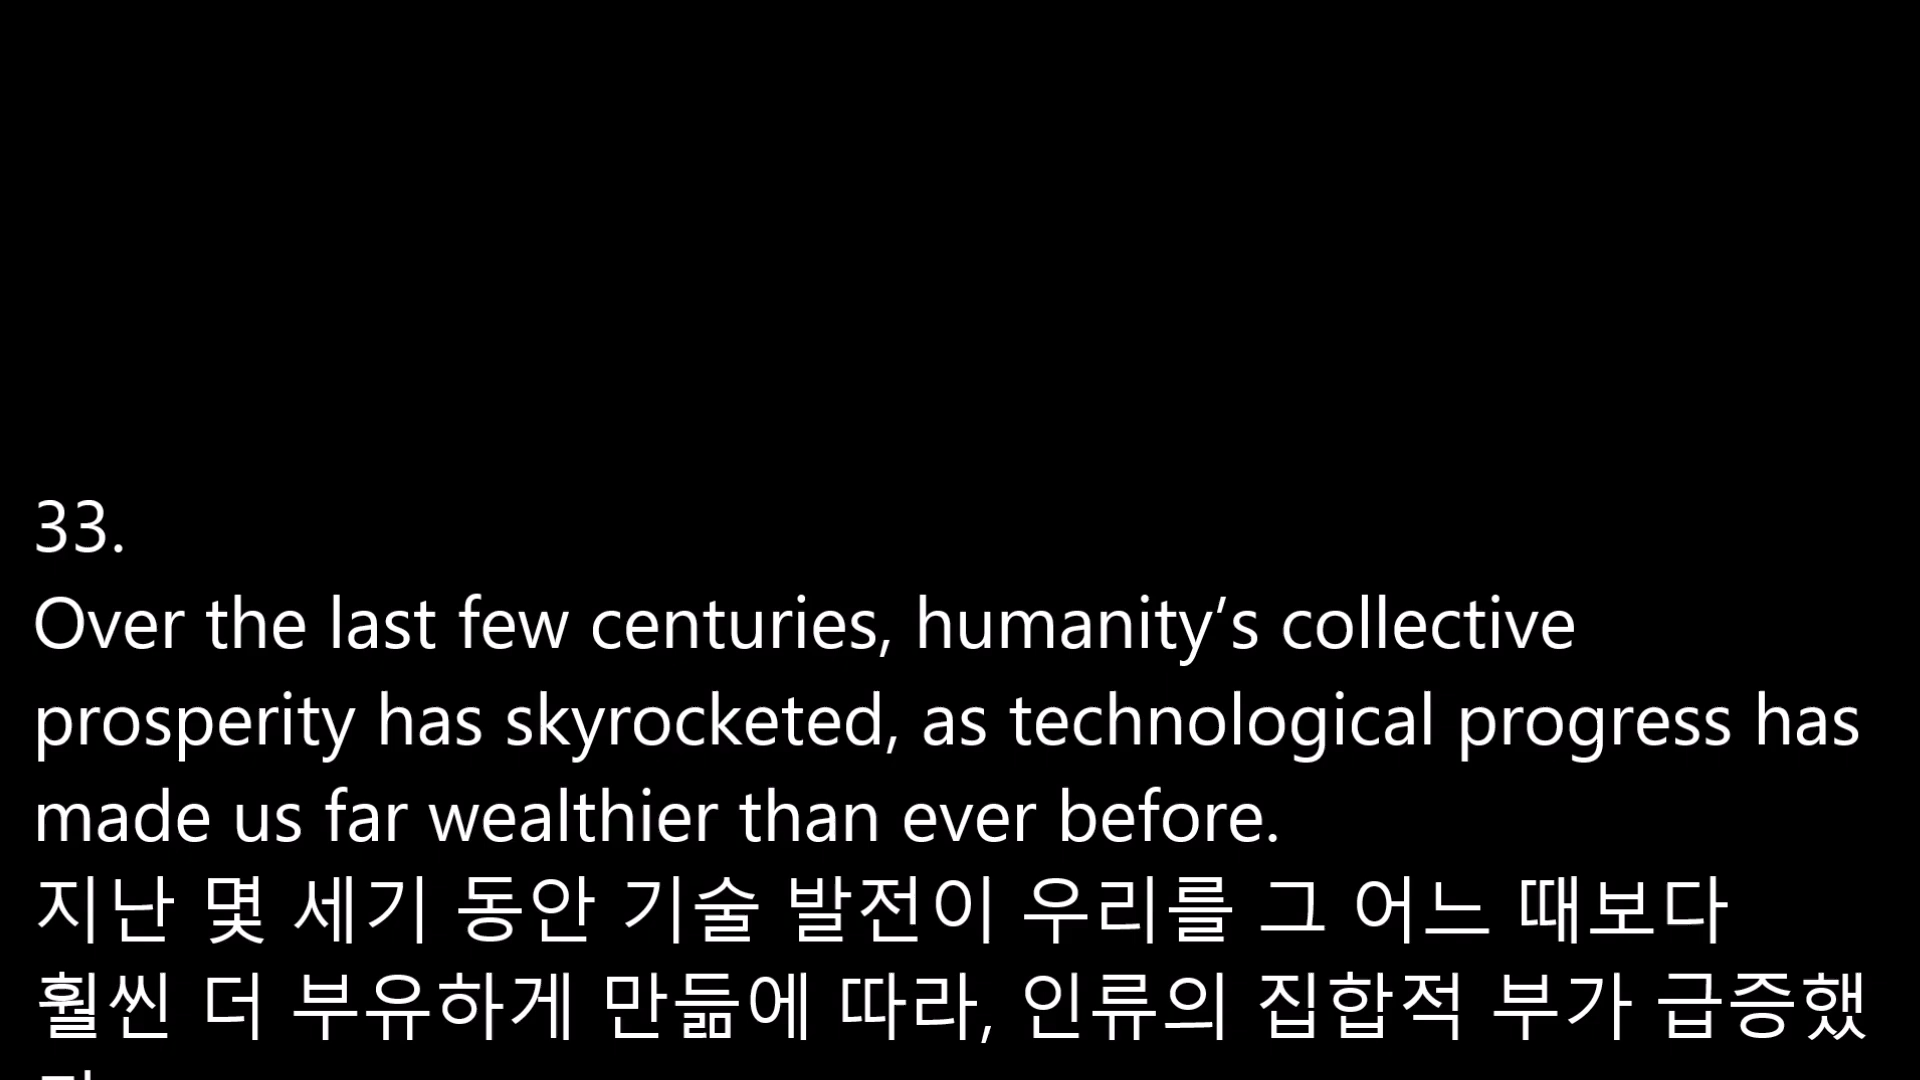 33.
Over the last few centuries, humanity’s collective
prosperity has skyrocketed, as technological progress has
made us far wealthier than ever before.
지난 몇 세기 동안 기술 발전이 우리를 그 어느 때보다
훨씬 더 부유하게 만듦에 따라, 인류의 집합적 부가 급증했